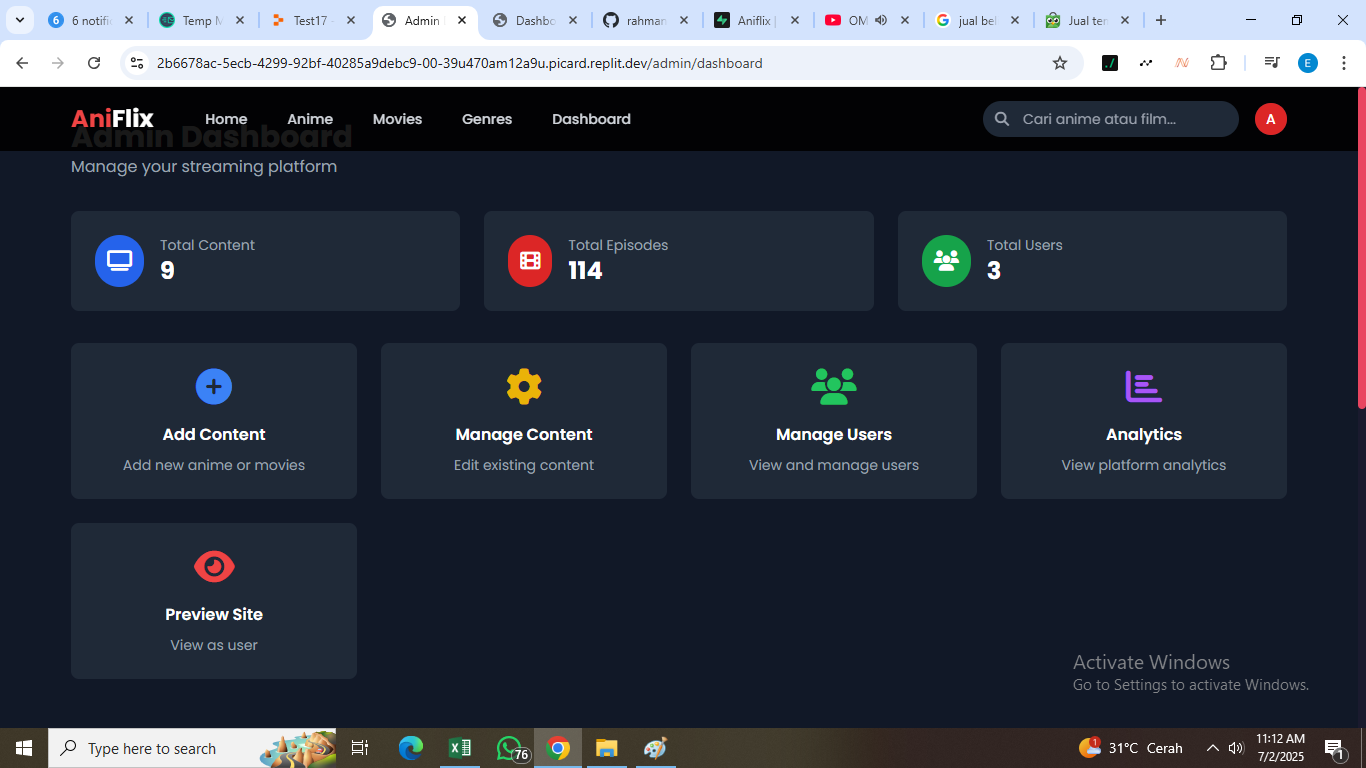 6 notifi
Temp M
Test17 -
Admin
Dashbo
rahman
Aniflix |
OM
jual bel
Jual ten
2b6678ac-5ecb-4299-92bf-40285a9debc9-00-39u470am12a9u.picard.replit.dev/admin/dashboard
E
AniFlix
Home
Anime
Movies
Genres
Dashboard
Cari anime atau film...
A
Admin Dashboard
Manage your streaming platform
Total Content
9
Total Episodes
114
Total Users
3
Add Content
Add new anime or movies
Manage Content
Edit existing content
Manage Users
View and manage users
Analytics
View platform analytics
Preview Site
View as user
Activate Windows
Go to Settings to activate Windows.
Type here to search
76
1
31°C Cerah
11:12 AM
7/2/2025
1